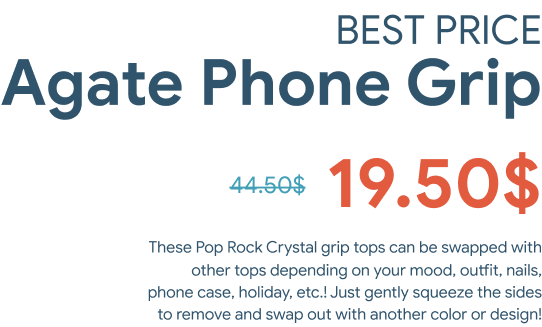 BEST PRICE
Agate Phone Grip
44.50$ 19.50$
These Pop Rock Crystal grip tops can be swapped with
other tops depending on your mood, outfit, nails,
phone case, holiday, etc.! Just gently squeeze the sides
to remove and swap out with another color or design!